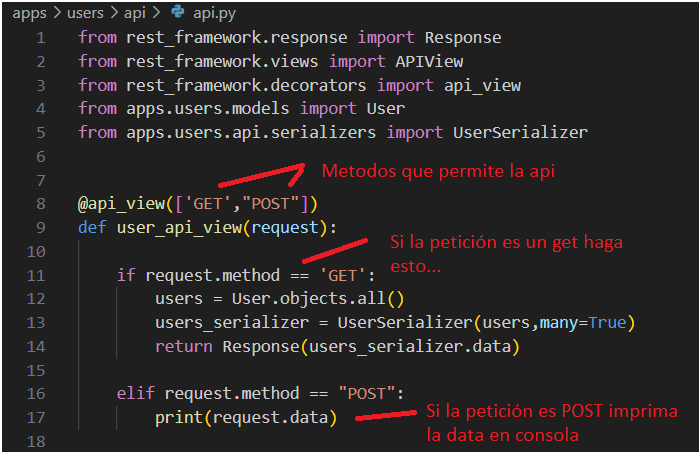 apps > users > api > api.py
1 from rest_framework.response import Response
2 from rest_framework.views import APIView
3 from rest_framework.decorators import api_view
4 from apps.users.models import User
5 from apps.users.api.serializers import UserSerializer
6
7
Metodos que permite la api
8 @api_view(['GET',"POST"])
9 def user_api_view(request):
10
Si la petición es un get haga
esto...
11     if request.method == 'GET':
12         users = User.objects.all()
13         users_serializer = UserSerializer(users,many=True)
14         return Response(users_serializer.data)
15
16     elif request.method == "POST":
17         print(request.data)
Si la petición es POST imprima
la data en consola
18